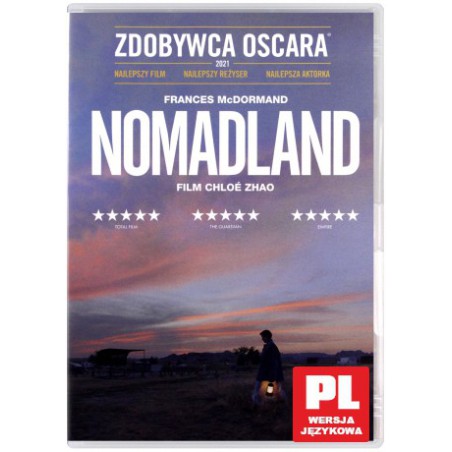 ZDOBYWCA OSCARA®
2021
NAJLEPSZY FILM NAJLEPSZY REŻYSER NAJLEPSZA AKTORKA
FRANCES McDORMAND
NOMADLAND
FILM CHLOÉ ZHAO
TOTAL FILM THE GUARDIAN EMPIRE
PL
WERSJA
JĘZYKOWA